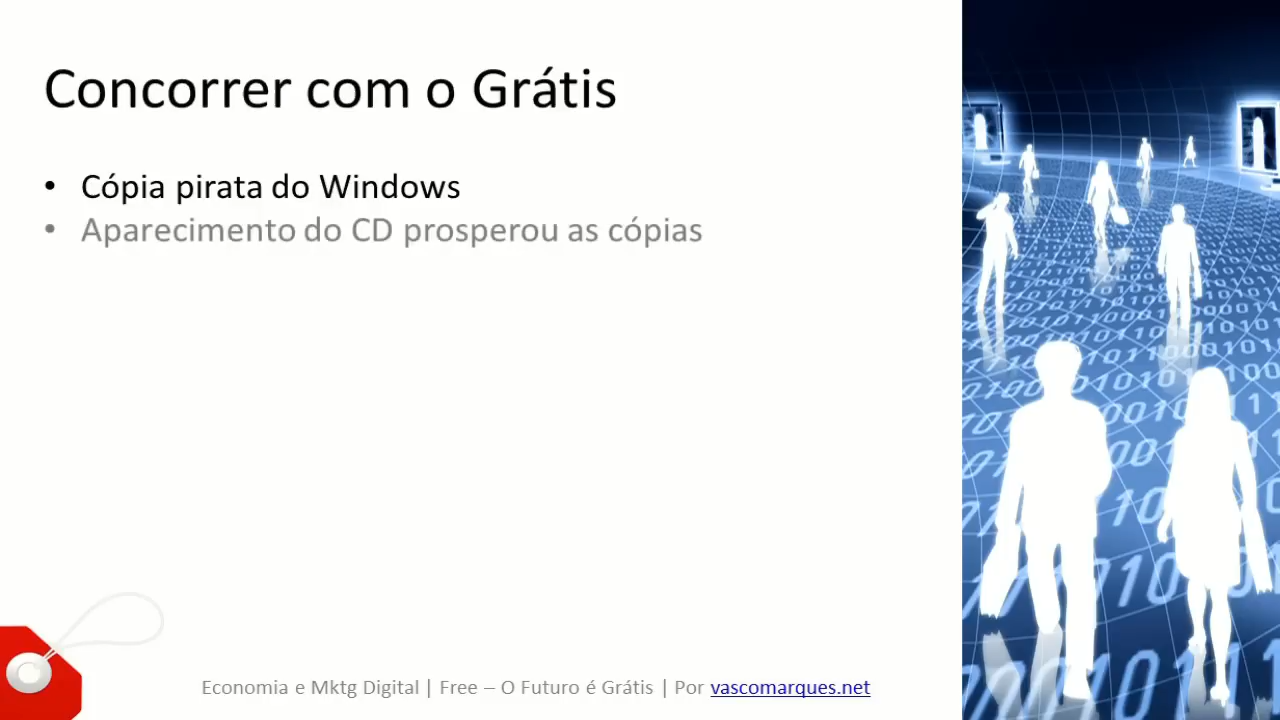 Concorrer com o Grátis
• Cópia pirata do Windows
• Aparecimento do CD prosperou as cópias
Economia e Mktg Digital | Free – O Futuro é Grátis | Por vascomarques.net